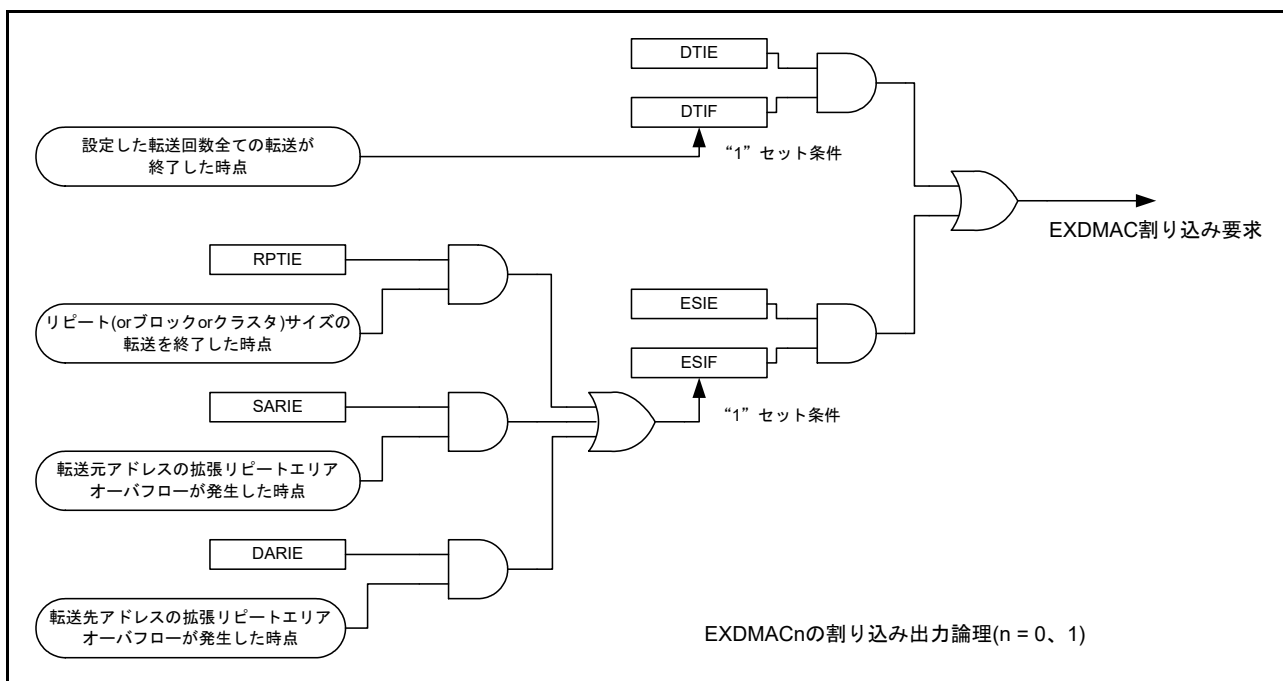 DTIE
DTIF
設定した転送回数全ての転送が
終了した時点
“1”セット条件
EXDMAC割り込み要求
RPTIE
リピート(orブロックorクラスタ)サイズの
転送を終了した時点
ESIE
ESIF
“1”セット条件
SARIE
転送元アドレスの拡張リピートエリア
オーバフローが発生した時点
DARIE
転送先アドレスの拡張リピートエリア
オーバフローが発生した時点
EXDMACnの割り込み出力論理(n = 0、1)